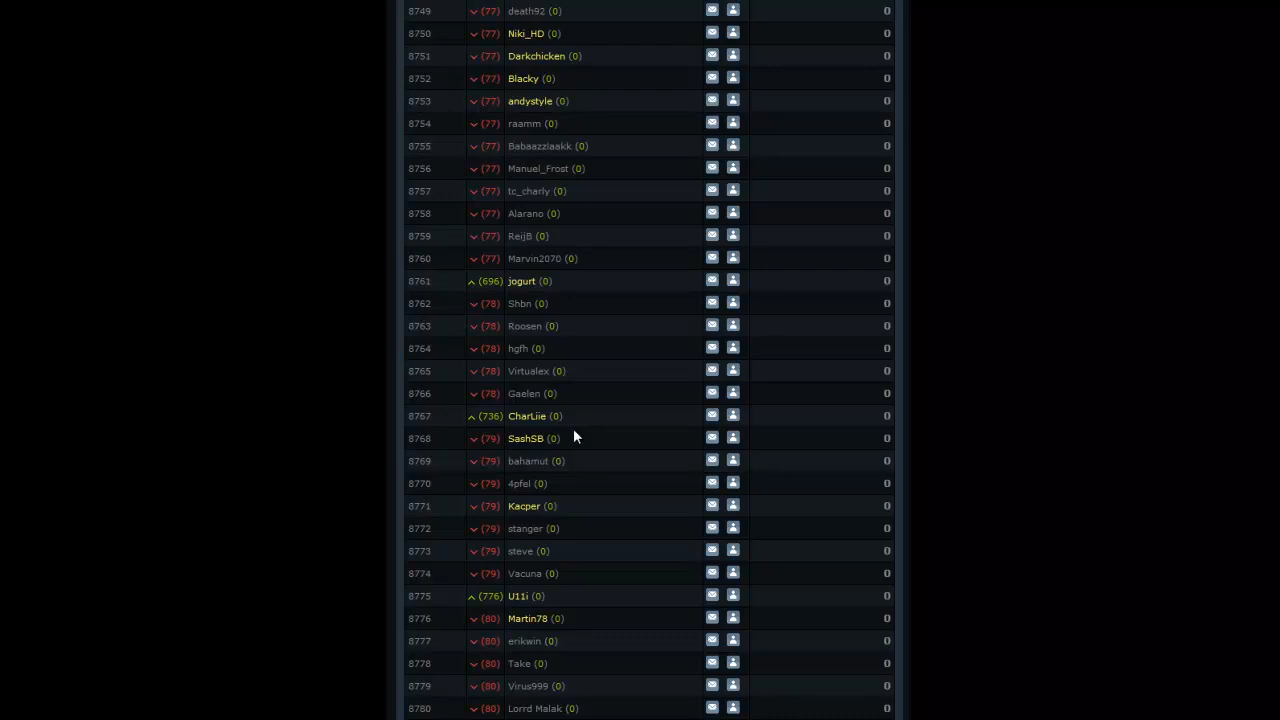 8749 (77) death92 (0) 0
8750 (77) Niki_HD (0) 0
8751 (77) Darkchicken (0) 0
8752 (77) Blacky (0) 0
8753 (77) andystyle (0) 0
8754 (77) raamm (0) 0
8755 (77) Babaazzlaakk (0) 0
8756 (77) Manuel_Frost (0) 0
8757 (77) tc_charly (0) 0
8758 (77) Alarano (0) 0
8759 (77) ReijB (0) 0
8760 (77) Marvin2070 (0) 0
8761 (696) jogurt (0) 0
8762 (78) Shbn (0) 0
8763 (78) Roosen (0) 0
8764 (78) hgfh (0) 0
8765 (78) Virtualex (0) 0
8766 (78) Gaelen (0) 0
8767 (736) CharLiie (0) 0
8768 (79) SashSB (0) 0
8769 (79) bahamut (0) 0
8770 (79) 4pfel (0) 0
8771 (79) Kacper (0) 0
8772 (79) stanger (0) 0
8773 (79) steve (0) 0
8774 (79) Vacuna (0) 0
8775 (776) U11i (0) 0
8776 (80) Martin78 (0) 0
8777 (80) erikwin (0) 0
8778 (80) Take (0) 0
8779 (80) Virus999 (0) 0
8780 (80) Lorrd Malak (0) 0